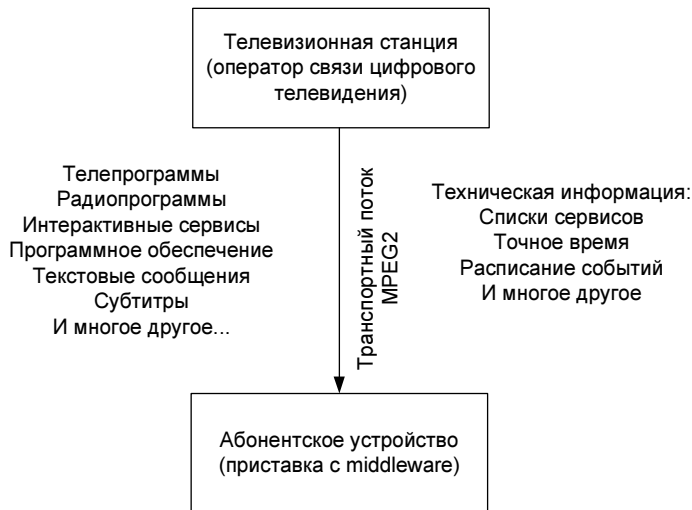 Телевизионная станция
(оператор связи цифрового
телевидения)
Телепрограммы
Радиопрограммы
Интерактивные сервисы
Программное обеспечение
Текстовые сообщения
Субтитры
И многое другое...
Транспортный поток
MPEG2
Техническая информация:
Списки сервисов
Точное время
Расписание событий
И многое другое
Абонентское устройство
(приставка с middleware)